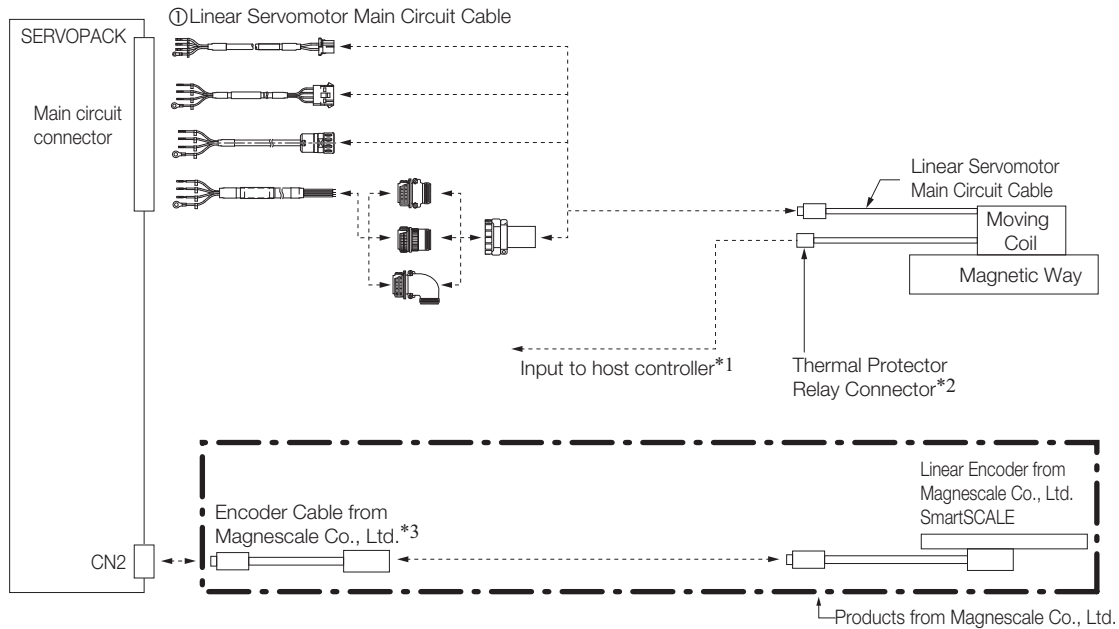 ①Linear Servomotor Main Circuit Cable
SERVOPACK
Main circuit
connector
Linear Servomotor
Main Circuit Cable
Moving
Coil
Magnetic Way
Input to host controller*1
Thermal Protector
Relay Connector*2
Linear Encoder from
Magnescale Co., Ltd.
SmartSCALE
Encoder Cable from
Magnescale Co., Ltd.*3
CN2
Products from Magnescale Co., Ltd.